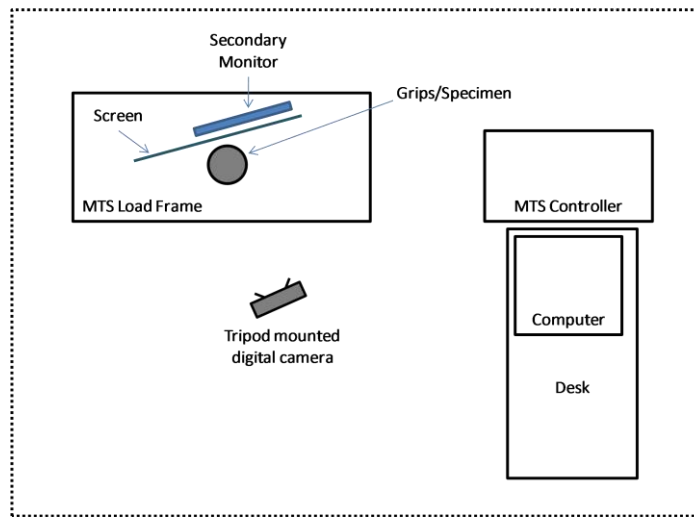 Secondary
Monitor
Grips/Specimen
Screen
MTS Load Frame
MTS Controller
Computer
Tripod mounted
digital camera
Desk